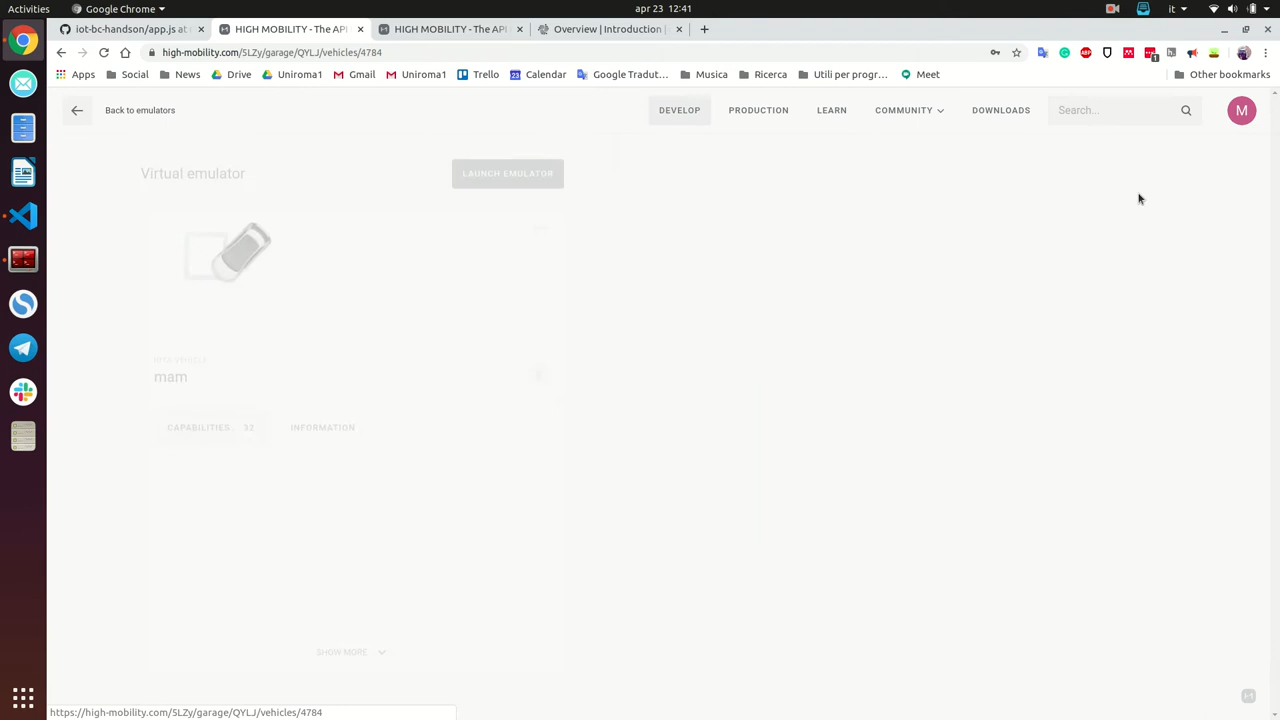 Activities
Google Chrome
apr 23 12:41
it
iot-bc-handson/app.js at
HIGH MOBILITY - The API
HIGH MOBILITY - The API
Overview | Introduction |
high-mobility.com/5LZy/garage/QYLJ/vehicles/4784
Apps
Social
News
Drive
Uniroma1
Gmail
Uniroma1
Trello
23 Calendar
Google Tradut...
Musica
Ricerca
Utili per progr...
Meet
Other bookmarks
Back to emulators
DEVELOP
PRODUCTION
LEARN
COMMUNITY
DOWNLOADS
Search...
M
Virtual emulator
LAUNCH EMULATOR
mam
CAPABILITIES 32
INFORMATION
SHOW MORE
https://high-mobility.com/5LZy/garage/QYLJ/vehicles/4784